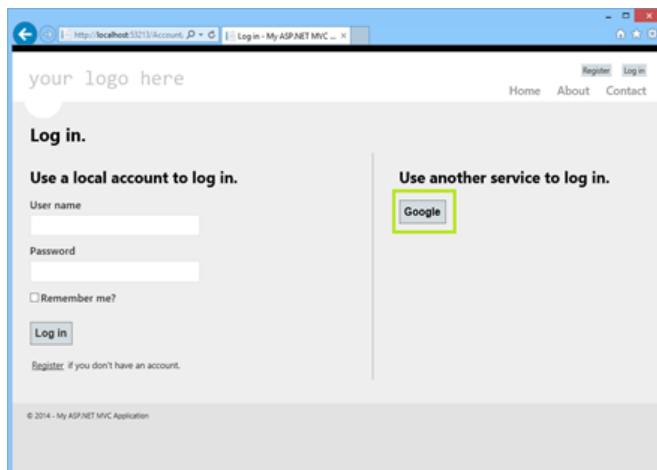 http://localhost:53213/Account
Log in - My ASP.NET MVC ...
your logo here
Register Log in
Home About Contact
Log in.
Use a local account to log in.
User name
Password
Remember me?
Log in
Register if you don't have an account.
Use another service to log in.
Google
© 2014 - My ASP.NET MVC Application